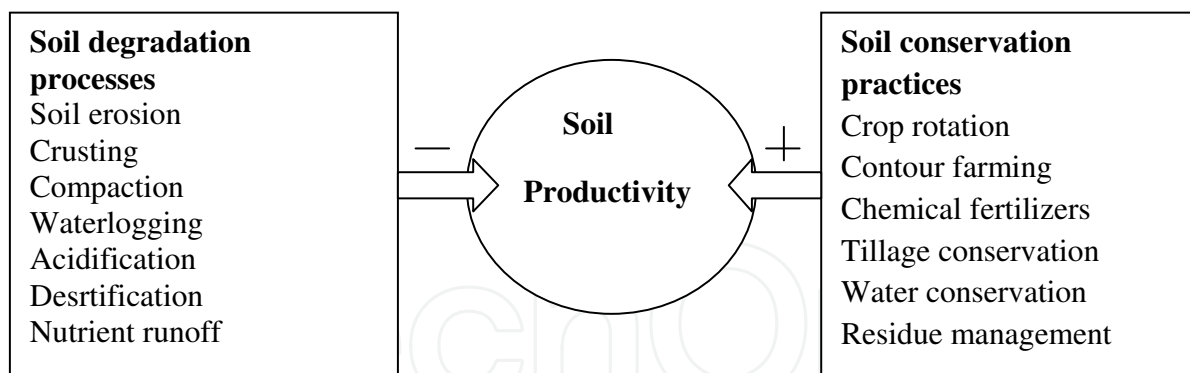 Soil degradation
processes
Soil erosion
Crusting
Compaction
Waterlogging
Acidification
Desrtification
Nutrient runoff
−
Soil
Productivity
+
Soil conservation
practices
Crop rotation
Contour farming
Chemical fertilizers
Tillage conservation
Water conservation
Residue management